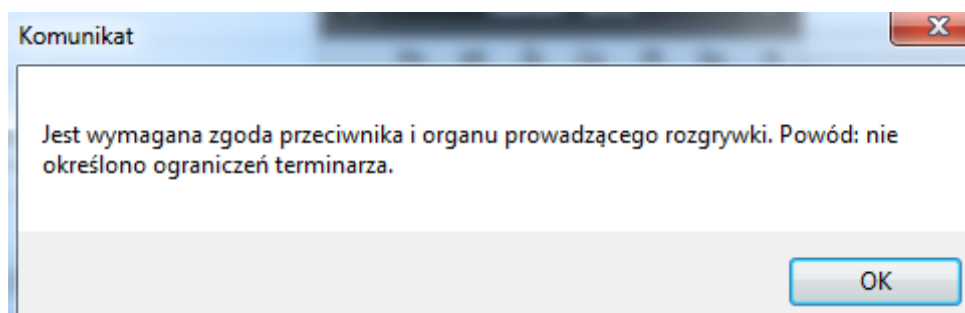 Komunikat
Jest wymagana zgoda przeciwnika i organu prowadzącego rozgrywki. Powód: nie
określono ograniczeń terminarza.
OK